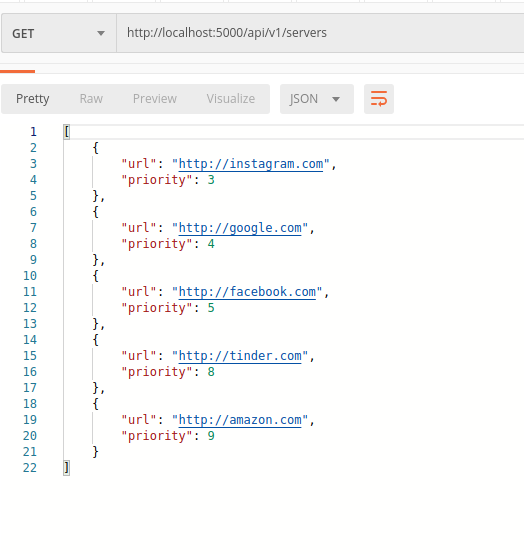 GET http://localhost:5000/api/v1/servers
Pretty Raw Preview Visualize JSON
1 [
2 {
3 "url": "http://instagram.com",
4 "priority": 3
5 },
6 {
7 "url": "http://google.com",
8 "priority": 4
9 },
10 {
11 "url": "http://facebook.com",
12 "priority": 5
13 },
14 {
15 "url": "http://tinder.com",
16 "priority": 8
17 },
18 {
19 "url": "http://amazon.com",
20 "priority": 9
21 }
22 ]